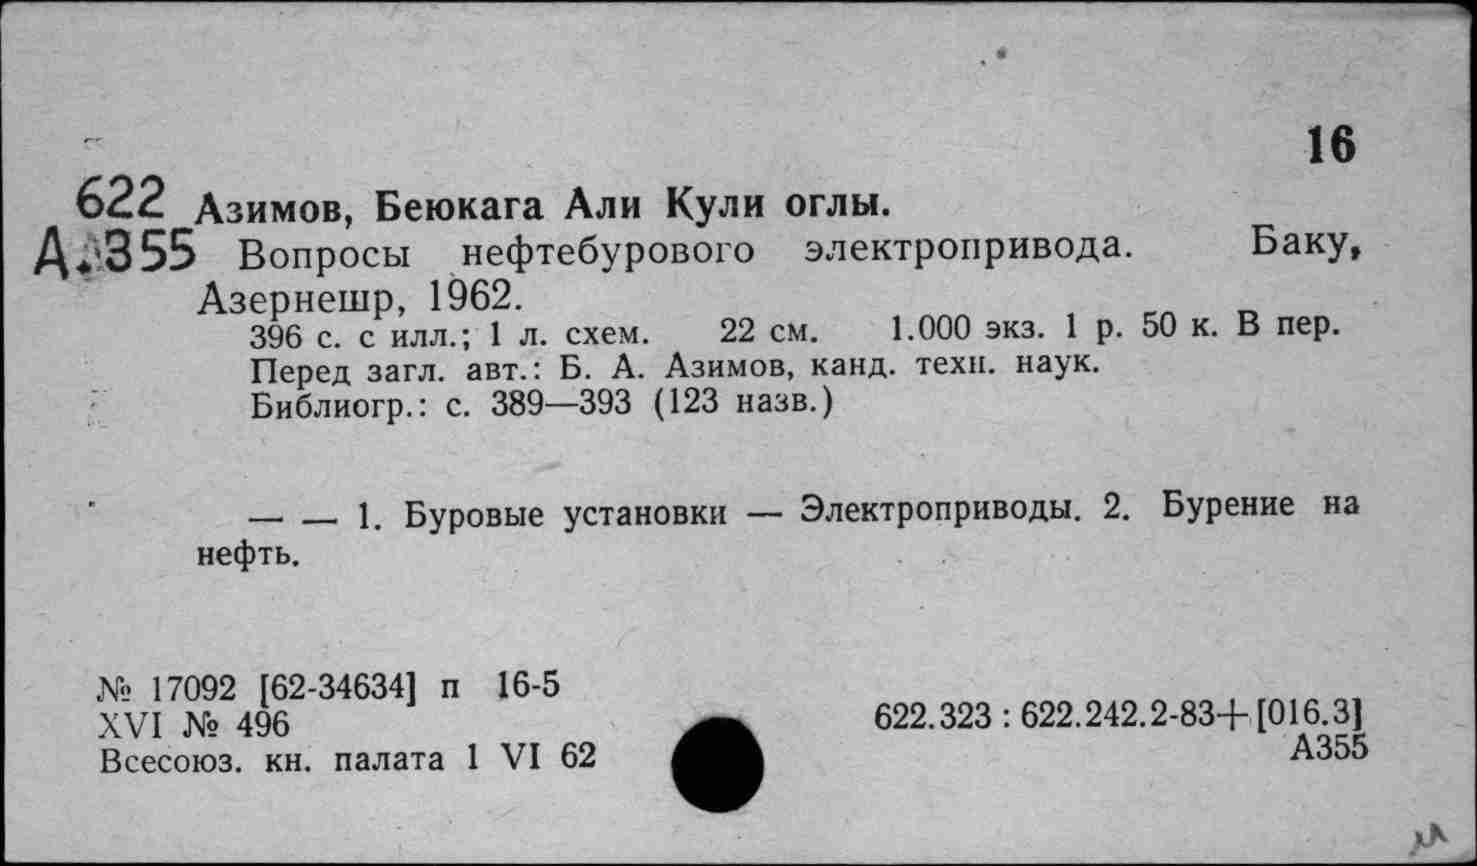 16
622 Азимов, Беюкага Али Кули оглы.
355 Вопросы нефтебурового электропривода. Баку,
Азернешр, 1962.
396 с. с илл.; 1 л. схем. 22 см. 1.000 экз. 1 р. 50 к. В пер.
Перед загл. авт.: Б. А. Азимов, канд. техн. наук.
Библиогр.: с. 389—393 (123 назв.)
— — 1. Буровые установки — Электроприводы. 2. Бурение на
нефть.
№ 17092 [62-34634] п 16-5
XVI № 496
Всесоюз. кн. палата 1 VI 62
622.323 : 622.242.2-83+[016.3]
А355